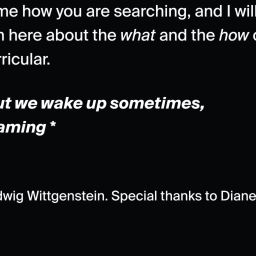 me how you are searching, and I will
here about the what and the how
ricular.
ut we wake up sometimes,
aming *
dwig Wittgenstein. Special thanks to Diane